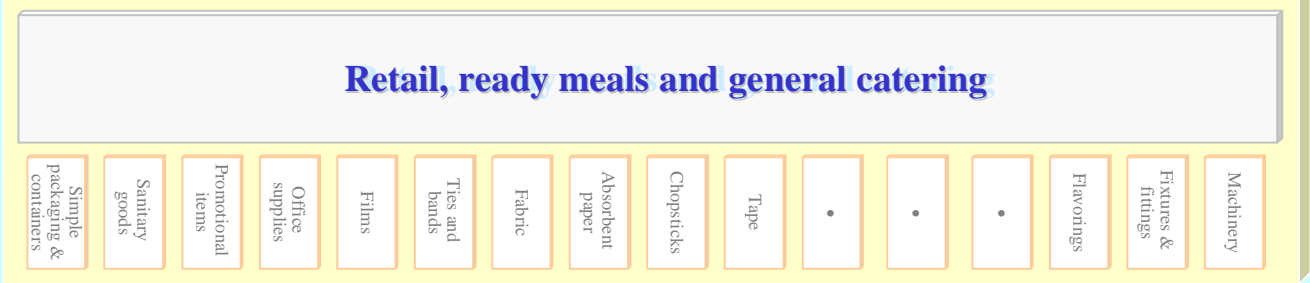 Retail, ready meals and general catering
Simple
packaging &
containers
Sanitary
goods
Promotional
items
Office
supplies
Films
Ties and
bands
Fabric
Absorbent
paper
Chopsticks
Tape
•
•
•
Flavorings
Fixtures &
fittings
Machinery